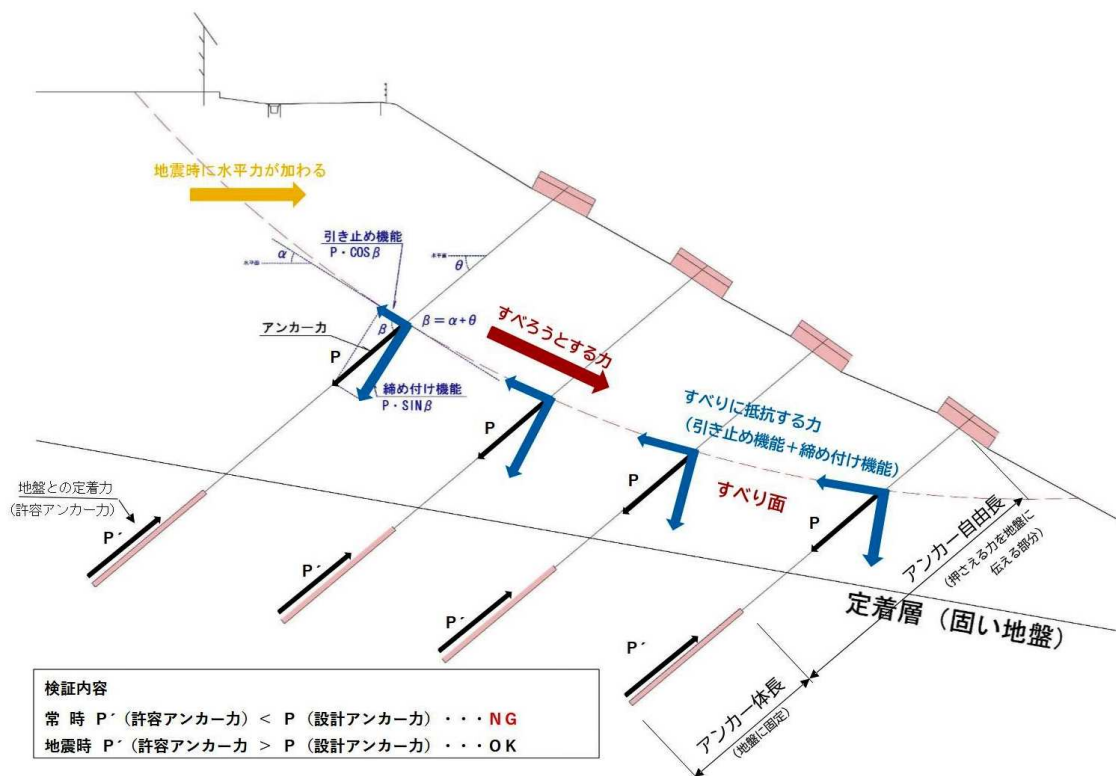 地震時に水平力が加わる
引き止め機能
P・COSβ
α
水平面
水平面
θ
アンカー力
β
β=α+θ
P
締め付け機能
P・SINβ
すべろうとする力
P
すべりに抵抗する力
(引き止め機能+締め付け機能)
すべり面
P
P
地盤との定着力
(許容アンカー力)
P´
P´
P´
P´
アンカー自由長
(押さえる力を地盤に
伝える部分)
定着層(固い地盤)
アンカー体長
(地盤に固定)
検証内容
常 時 P´(許容アンカー力) < P (設計アンカー力)・・・NG
地震時 P´(許容アンカー力 > P (設計アンカー力)・・・OK